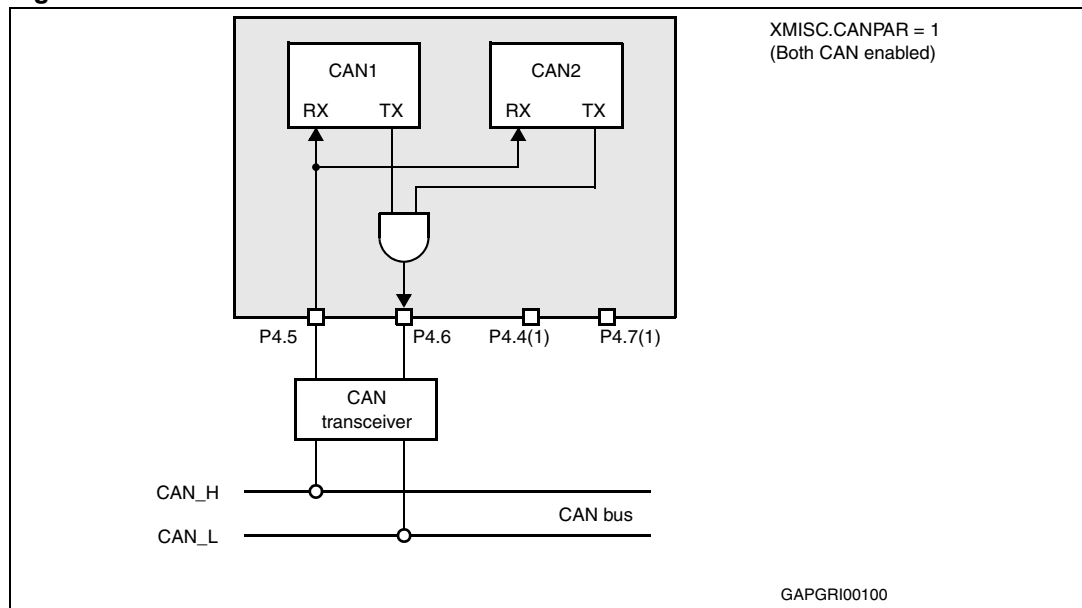 XMISC.CANPAR = 1
(Both CAN enabled)
CAN1
RX TX
CAN2
RX TX
P4.5
P4.6
P4.4(1)
P4.7(1)
CAN
transceiver
CAN_H
CAN bus
CAN_L
GAPGRI00100